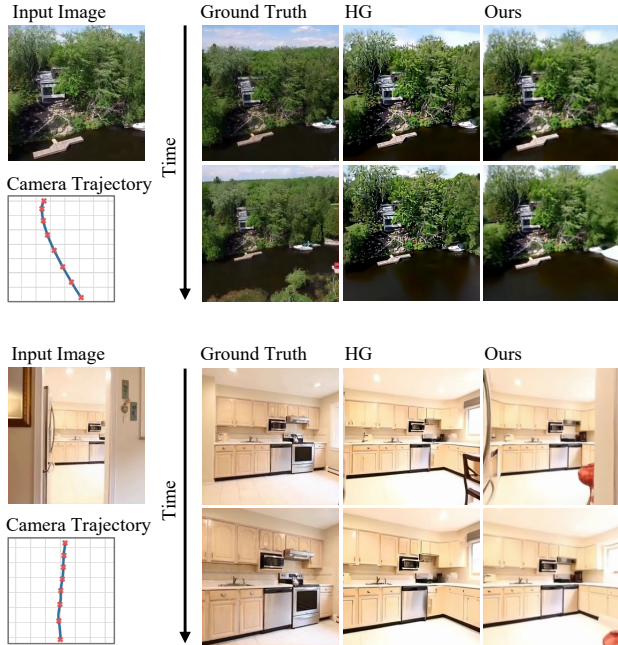 Input Image
Ground Truth
HG
Ours
Time
Camera Trajectory
Input Image
Ground Truth
HG
Ours
Time
Camera Trajectory